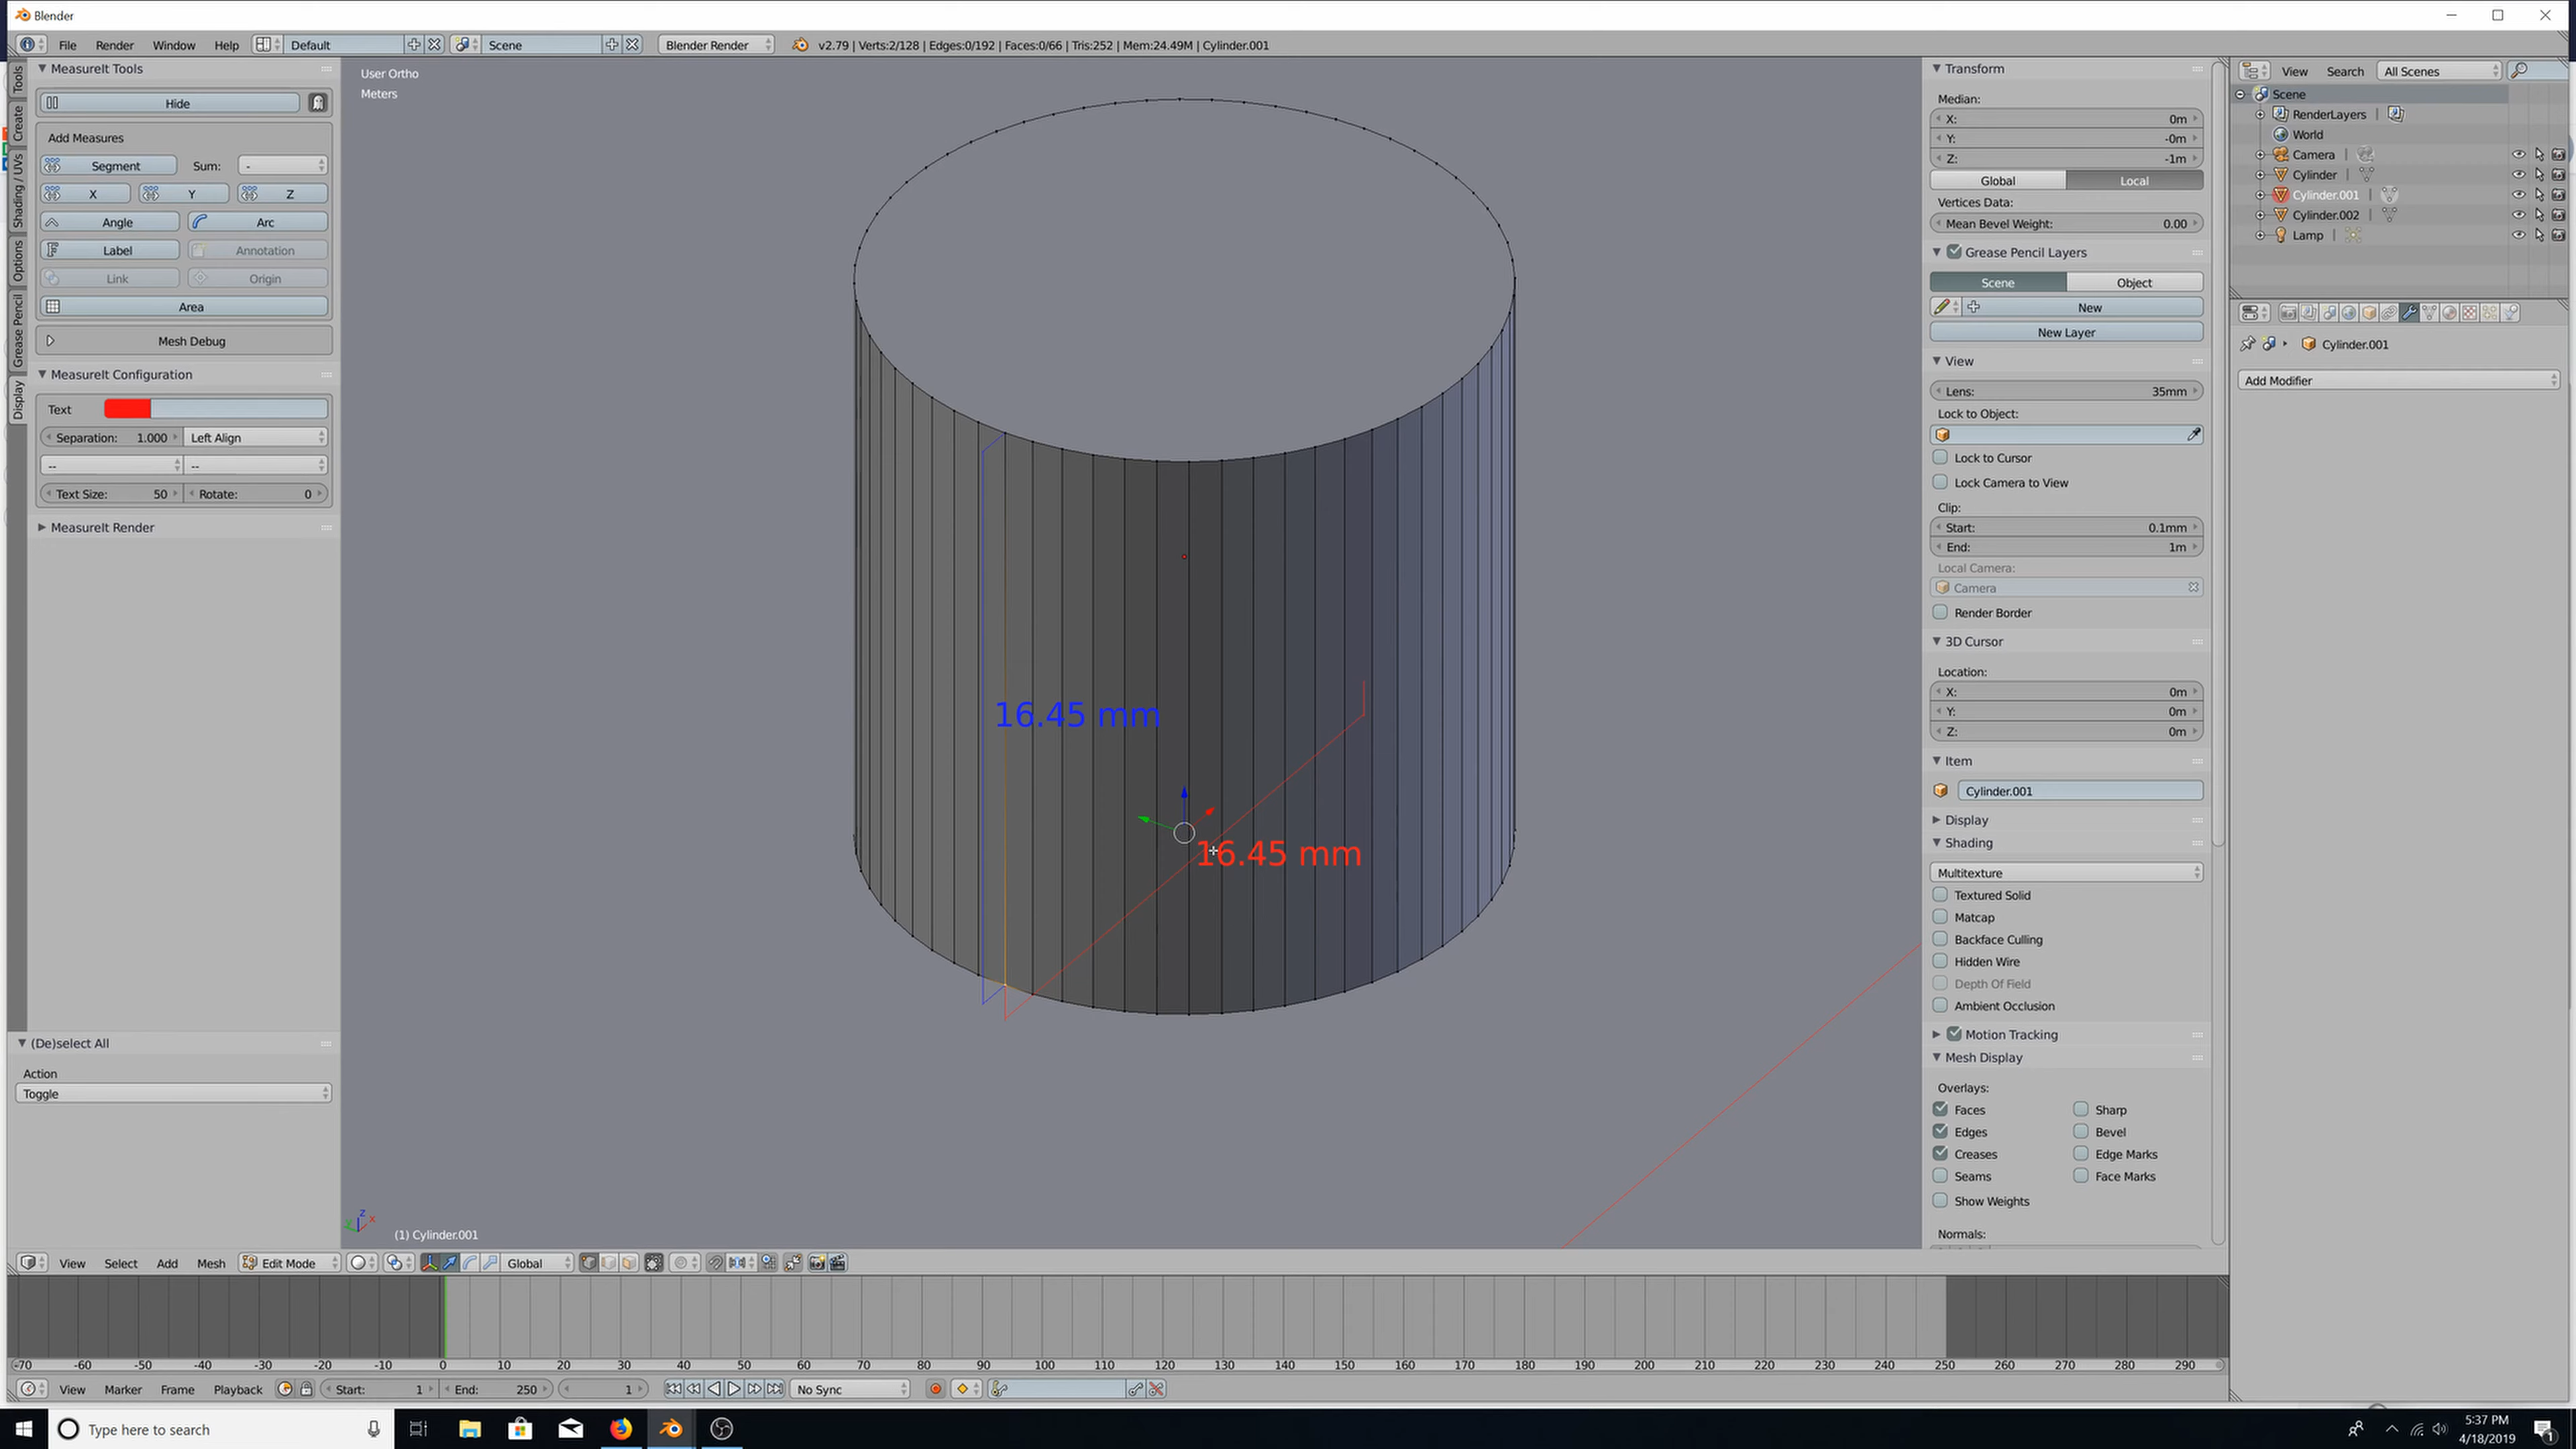 Blender
File Render Window Help Default Scene Blender Render v2.79 | Verts:2/128 | Edges:0/192 | Faces:0/66 | Tris:252 | Mem:24.49M | Cylinder.001
Tools
Create
Shading / UVs
Options
Grease Pencil
Display
MeasureIt Tools
Hide
Add Measures
Segment Sum: -
X Y Z
Angle Arc
Label Annotation
Link Origin
Area
Mesh Debug
MeasureIt Configuration
Text
Separation: 1.000 Left Align
-- --
Text Size: 50 Rotate: 0
MeasureIt Render
(De)select All
Action
Toggle
User Ortho
Meters
16.45 mm
16.45 mm
z
x
(1) Cylinder.001
Transform
Median:
X: 0m
Y: -0m
Z: -1m
Global Local
Vertices Data:
Mean Bevel Weight: 0.00
Grease Pencil Layers
Scene Object
New
New Layer
View
Lens: 35mm
Lock to Object:
Lock to Cursor
Lock Camera to View
Clip:
Start: 0.1mm
End: 1m
Local Camera:
Camera
Render Border
3D Cursor
Location:
X: 0m
Y: 0m
Z: 0m
Item
Cylinder.001
Display
Shading
Multitexture
Textured Solid
Matcap
Backface Culling
Hidden Wire
Depth Of Field
Ambient Occlusion
Motion Tracking
Mesh Display
Overlays:
Faces Sharp
Edges Bevel
Creases Edge Marks
Seams Face Marks
Show Weights
Normals:
View Search All Scenes
Scene
RenderLayers
World
Camera
Cylinder
Cylinder.001
Cylinder.002
Lamp
Cylinder.001
Add Modifier
View Select Add Mesh Edit Mode Global
-70 -60 -50 -40 -30 -20 -10 0 10 20 30 40 50 60 70 80 90 100 110 120 130 140 150 160 170 180 190 200 210 220 230 240 250 260 270 280 290
View Marker Frame Playback Start: 1 End: 250 1 No Sync
Type here to search
5:37 PM
4/18/2019
1